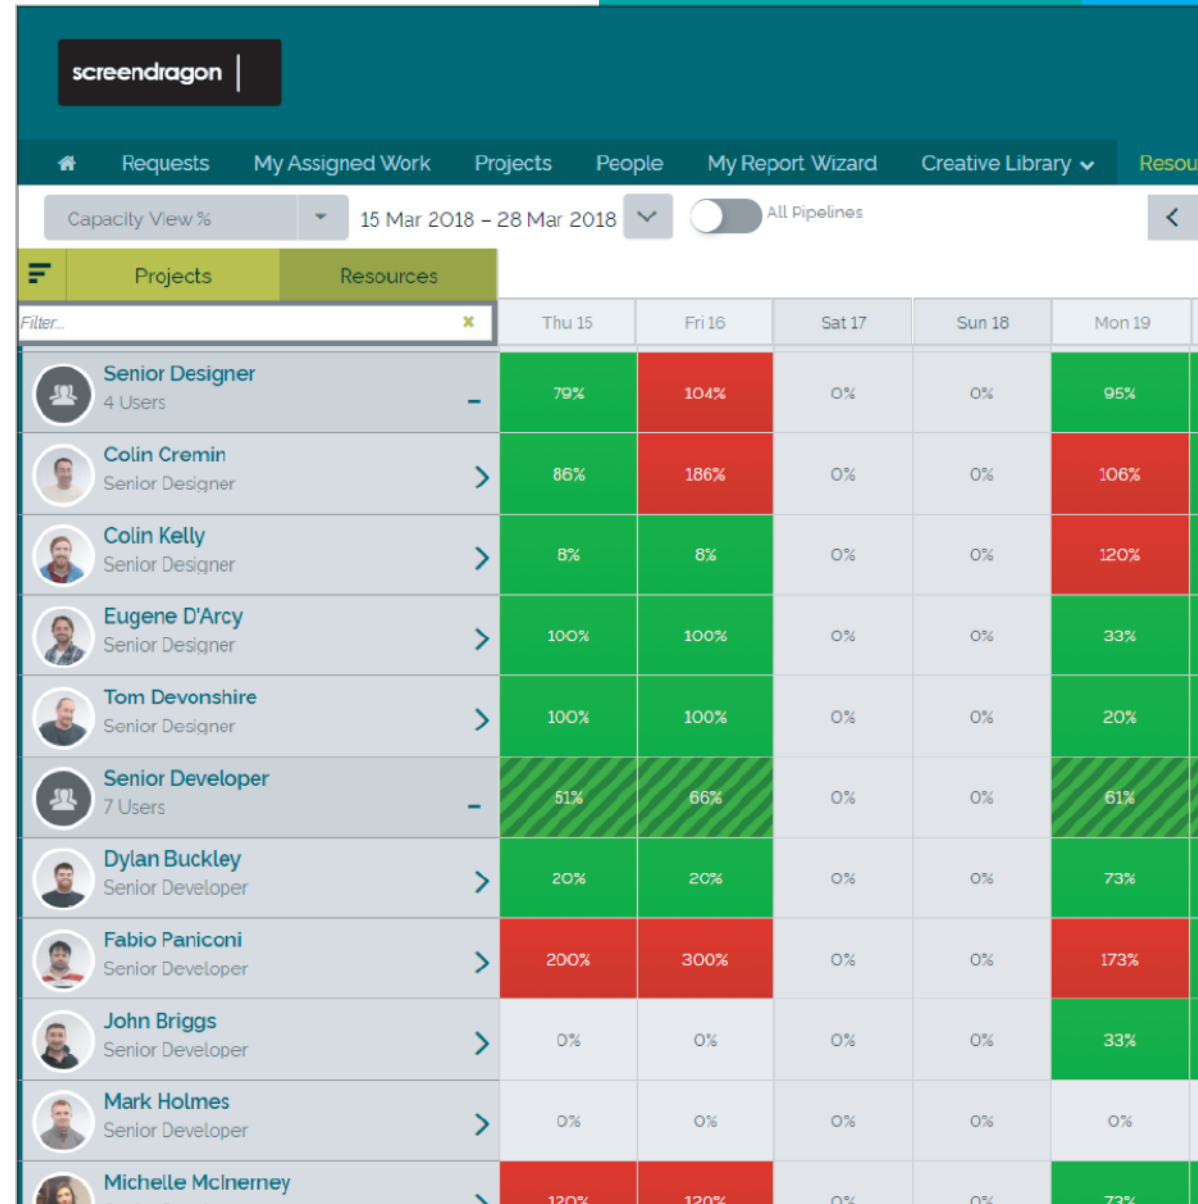 screendragon
Requests My Assigned Work Projects People My Report Wizard Creative Library Resou
Capacity View % 15 Mar 2018 – 28 Mar 2018 All Pipelines
Projects Resources
Filter... Thu 15 Fri 16 Sat 17 Sun 18 Mon 19
Senior Designer
4 Users 79% 104% 0% 0% 95%
Colin Cremin
Senior Designer 86% 186% 0% 0% 106%
Colin Kelly
Senior Designer 8% 8% 0% 0% 120%
Eugene D'Arcy
Senior Designer 100% 100% 0% 0% 33%
Tom Devonshire
Senior Designer 100% 100% 0% 0% 20%
Senior Developer
7 Users 51% 66% 0% 0% 61%
Dylan Buckley
Senior Developer 20% 20% 0% 0% 73%
Fabio Paniconi
Senior Developer 200% 300% 0% 0% 173%
John Briggs
Senior Developer 0% 0% 0% 0% 33%
Mark Holmes
Senior Developer 0% 0% 0% 0% 0%
Michelle McInerney
120% 120% 0% 0% 73%